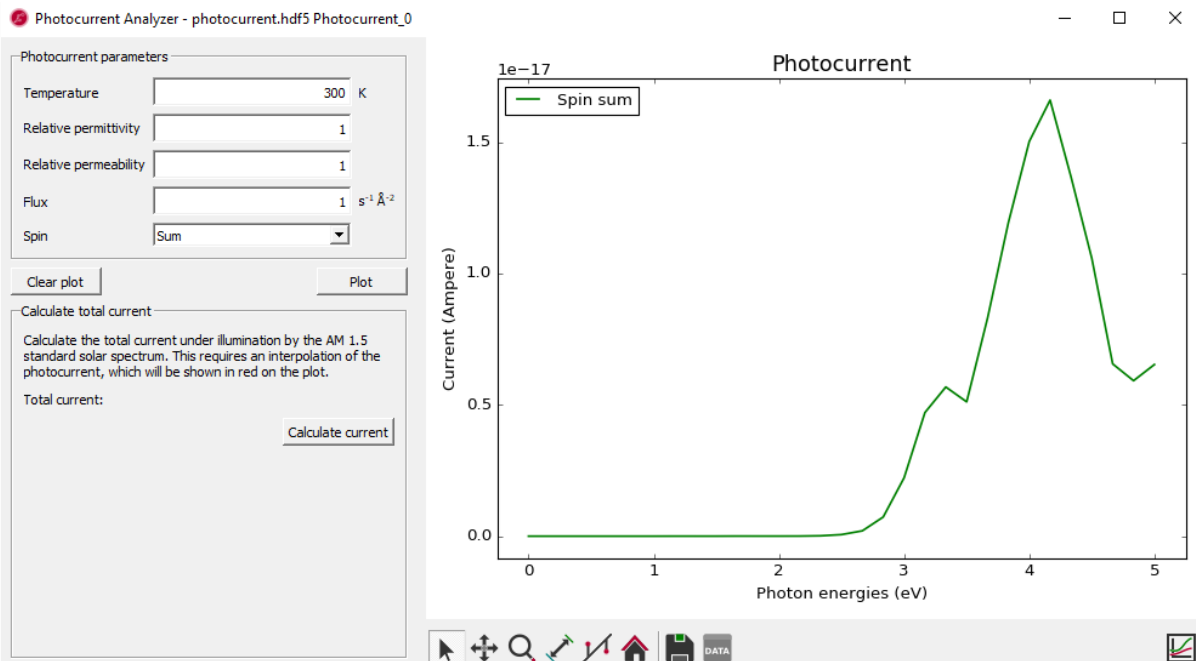 Photocurrent Analyzer - photocurrent.hdf5 Photocurrent_0
Photocurrent parameters
Temperature 300 K
Relative permittivity 1
Relative permeability 1
Flux 1 s⁻¹ Å⁻²
Spin Sum
Clear plot Plot
Calculate total current
Calculate the total current under illumination by the AM 1.5
standard solar spectrum. This requires an interpolation of the
photocurrent, which will be shown in red on the plot.
Total current:
Calculate current
Photocurrent
1e−17
Spin sum
1.5
1.0
0.5
0.0
Current (Ampere)
0 1 2 3 4 5
Photon energies (eV)
DATA